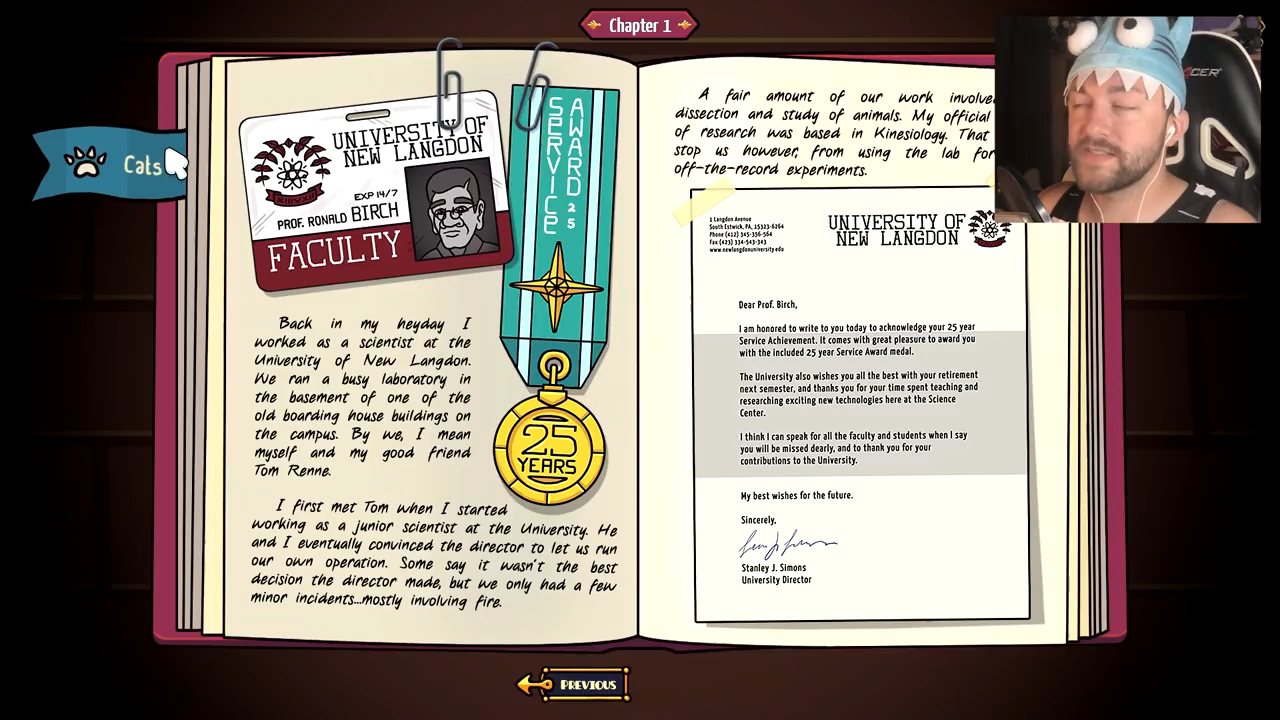 Chapter 1
Cats
UNIVERSITY OF
NEW LANGDON
EXP 14/7
PROF. RONALD BIRCH
FACULTY
SERVICE
AWARD 25
25
YEARS
Back in my heyday I
worked as a scientist at the
University of New Langdon.
We ran a busy laboratory in
the basement of one of the
old boarding house buildings on
the campus. By we, I mean
myself and my good friend
Tom Renne.
I first met Tom when I started
working as a junior scientist at the University. He
and I eventually convinced the director to let us run
our own operation. Some say it wasn't the best
decision the director made, but we only had a few
minor incidents...mostly involving fire.
A fair amount of our work involve
dissection and study of animals. My official
of research was based in Kinesiology. That
stop us however, from using the lab for
off-the-record experiments.
1 Langdon Avenue
South Estwick, PA, 15323-6264
Phone (412) 345-356-564
Fax (423) 334-543-343
www.newlangdonuniversity.edu
UNIVERSITY OF
NEW LANGDON
Dear Prof. Birch,
I am honored to write to you today to acknowledge your 25 year
Service Achievement. It comes with great pleasure to award you
with the included 25 year Service Award medal.
The University also wishes you all the best with your retirement
next semester, and thanks you for your time spent teaching and
researching exciting new technologies here at the Science
Center.
I think I can speak for all the faculty and students when I say
you will be missed dearly, and to thank you for your
contributions to the University.
My best wishes for the future.
Sincerely,
Stanley J. Simons
University Director
PREVIOUS